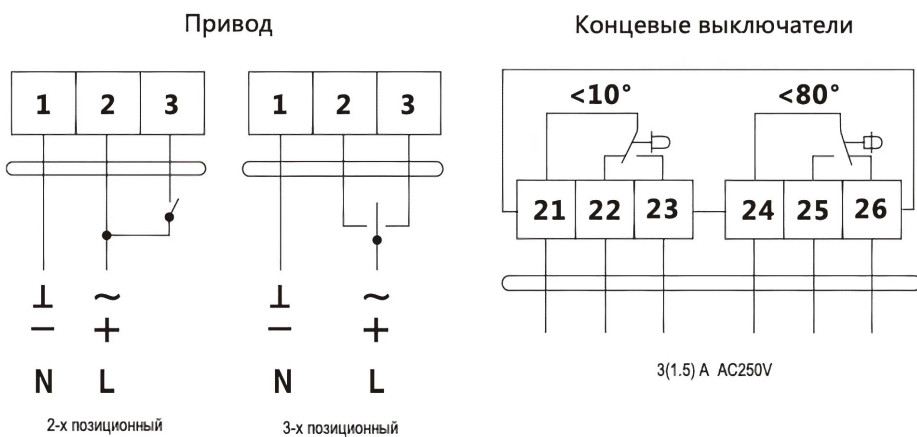 Привод
Концевые выключатели
1 2 3
1 2 3
<10°
<80°
21 22 23
24 25 26
⊥ ~
− +
N L
⊥ ~
− +
N L
3(1.5) A AC250V
2-х позиционный
3-х позиционный